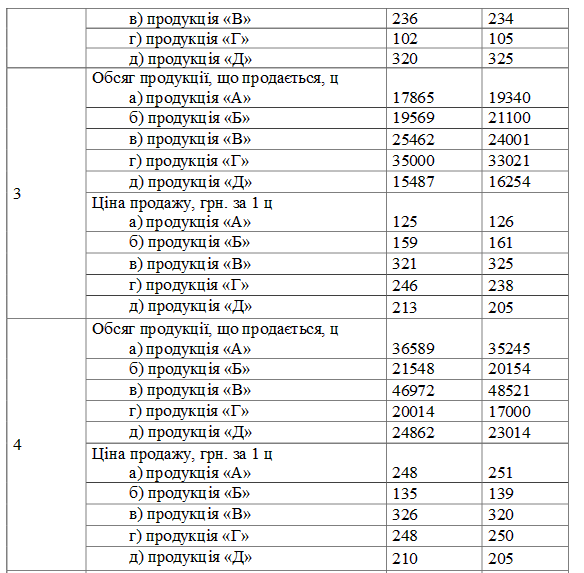 в) продукція «В» 236 234
г) продукція «Г» 102 105
д) продукція «Д» 320 325
3
Обсяг продукції, що продається, ц
а) продукція «А» 17865 19340
б) продукція «Б» 19569 21100
в) продукція «В» 25462 24001
г) продукція «Г» 35000 33021
д) продукція «Д» 15487 16254
Ціна продажу, грн. за 1 ц
а) продукція «А» 125 126
б) продукція «Б» 159 161
в) продукція «В» 321 325
г) продукція «Г» 246 238
д) продукція «Д» 213 205
4
Обсяг продукції, що продається, ц
а) продукція «А» 36589 35245
б) продукція «Б» 21548 20154
в) продукція «В» 46972 48521
г) продукція «Г» 20014 17000
д) продукція «Д» 24862 23014
Ціна продажу, грн. за 1 ц
а) продукція «А» 248 251
б) продукція «Б» 135 139
в) продукція «В» 326 320
г) продукція «Г» 248 250
д) продукція «Д» 210 205